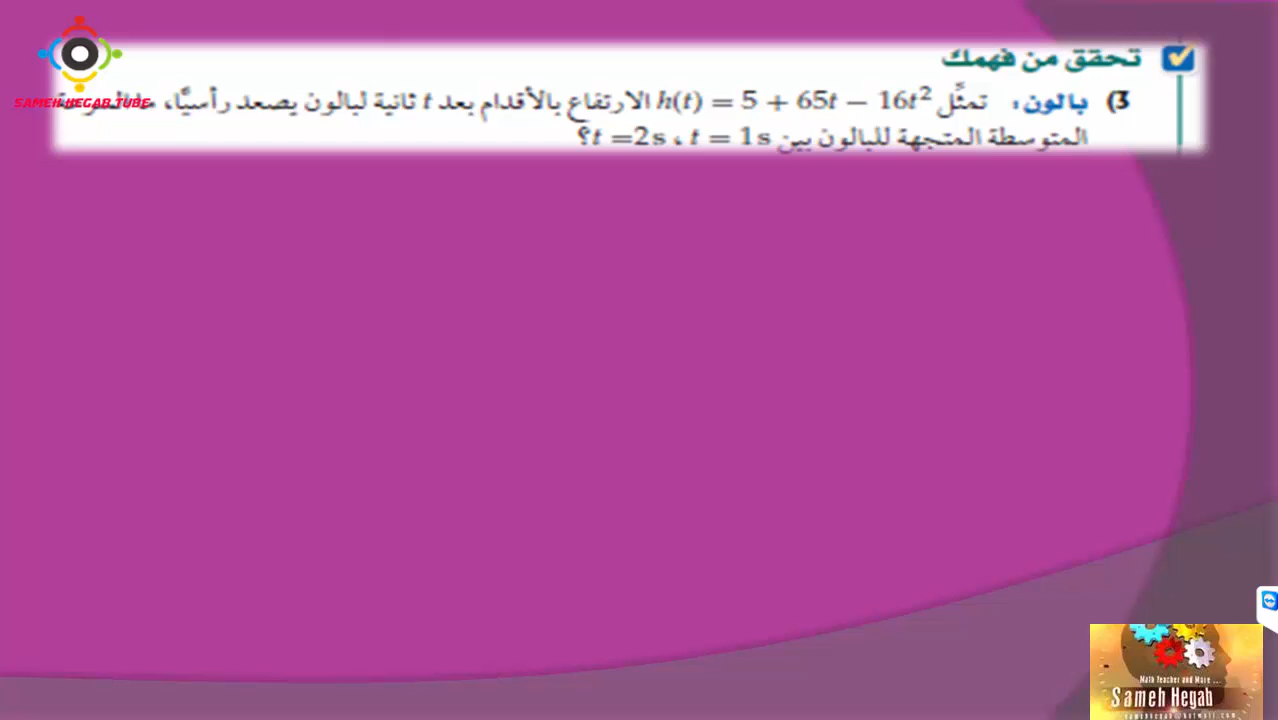 تحقق من فهمك
3) بالون: تمثِّل h(t) = 5 + 65t − 16t² الارتفاع بالأقدام بعد t ثانية لبالون يصعد رأسيًّا، ما
المتوسطة المتجهة للبالون بين t = 1s ، t =2s؟
SAMEH HEGAB TUBE
Math Teacher and More ....
Sameh Hegab